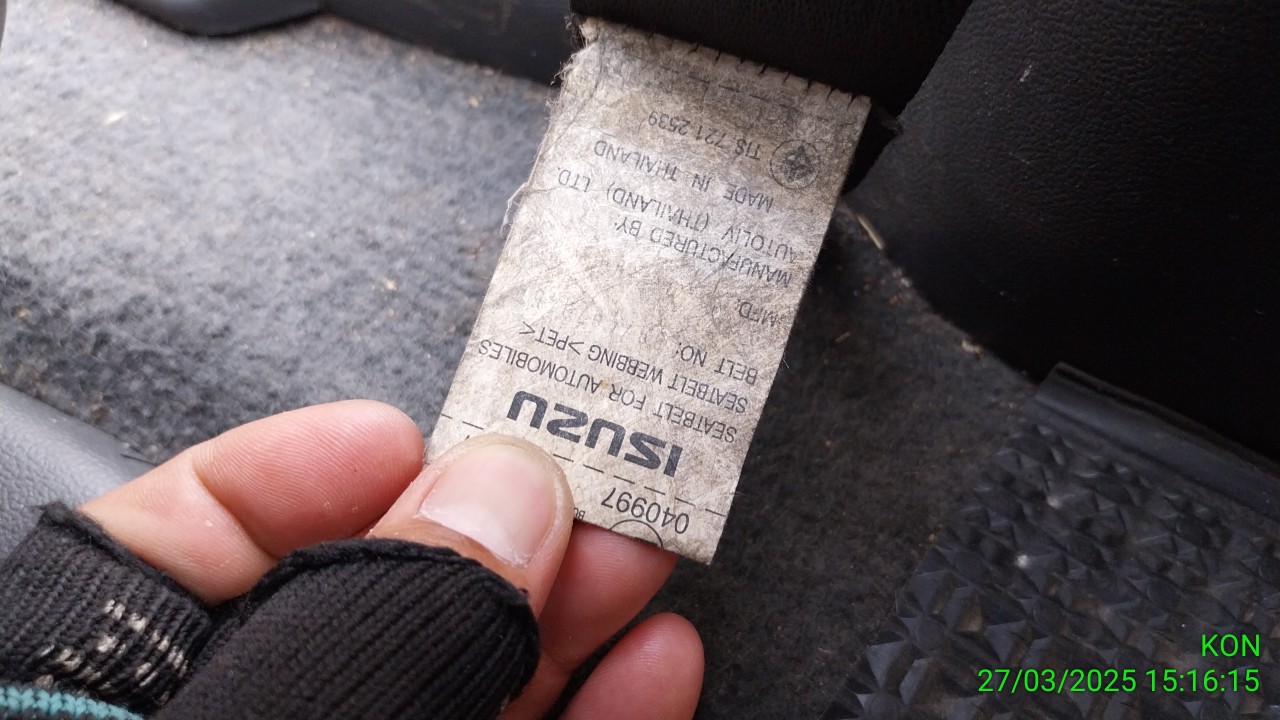 040997
ISUZU
SEATBELT FOR AUTOMOBILES
SEATBELT WEBBING >PET<
BELT NO:
MFD.
MANUFACTURED BY:
AUTOLIV (THAILAND) LTD
MADE IN THAILAND
TIS 721 2539
KON
27/03/2025 15:16:15